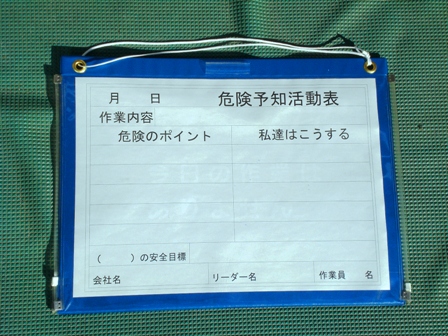 月　日　危険予知活動表
作業内容
危険のポイント　私達はこうする
（　　）の安全目標
会社名　リーダー名　作業員　名